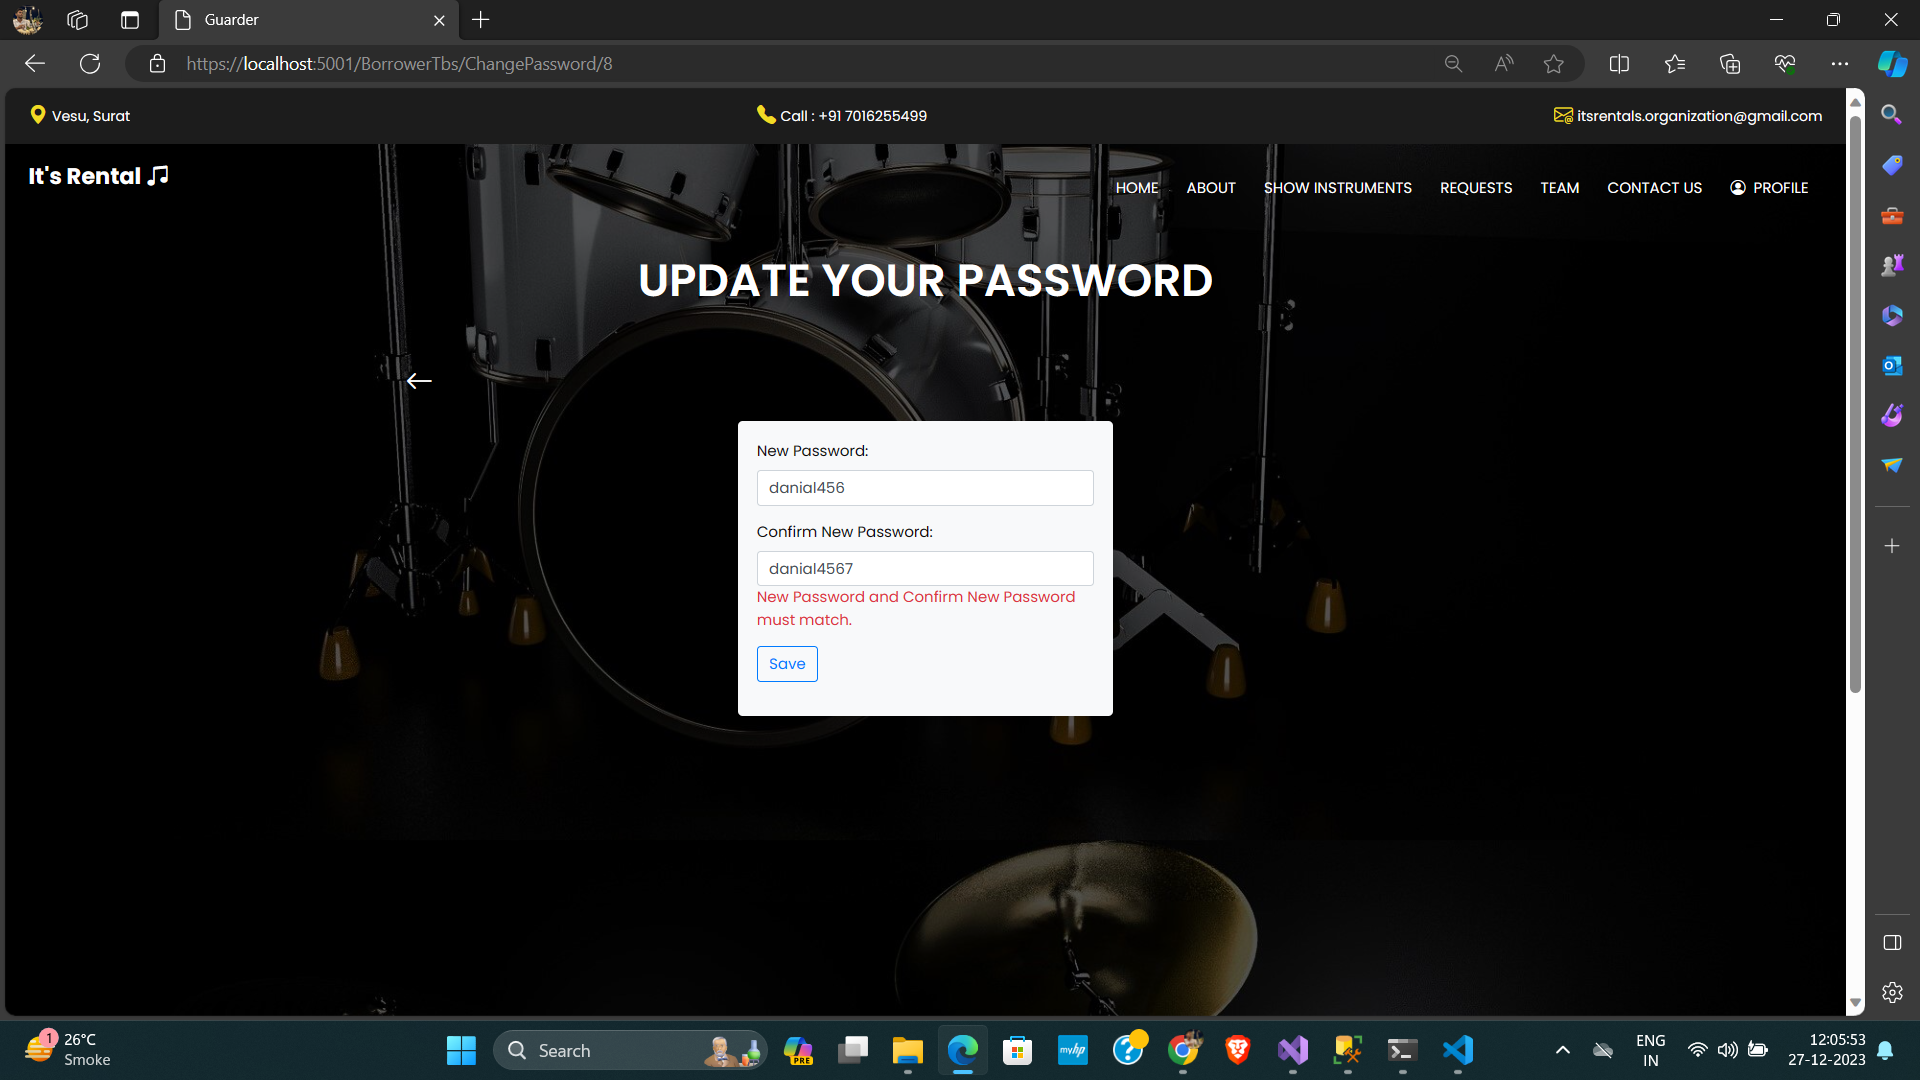 Guarder
https://localhost:5001/BorrowerTbs/ChangePassword/8
Vesu, Surat
Call : +91 7016255499
itsrentals.organization@gmail.com
It's Rental
HOME ABOUT SHOW INSTRUMENTS REQUESTS TEAM CONTACT US PROFILE
UPDATE YOUR PASSWORD
New Password:
danial456
Confirm New Password:
danial4567
New Password and Confirm New Password
must match.
Save
1
26°C
Smoke
Search
PRE
myhp
ENG
IN
12:05:53
27-12-2023